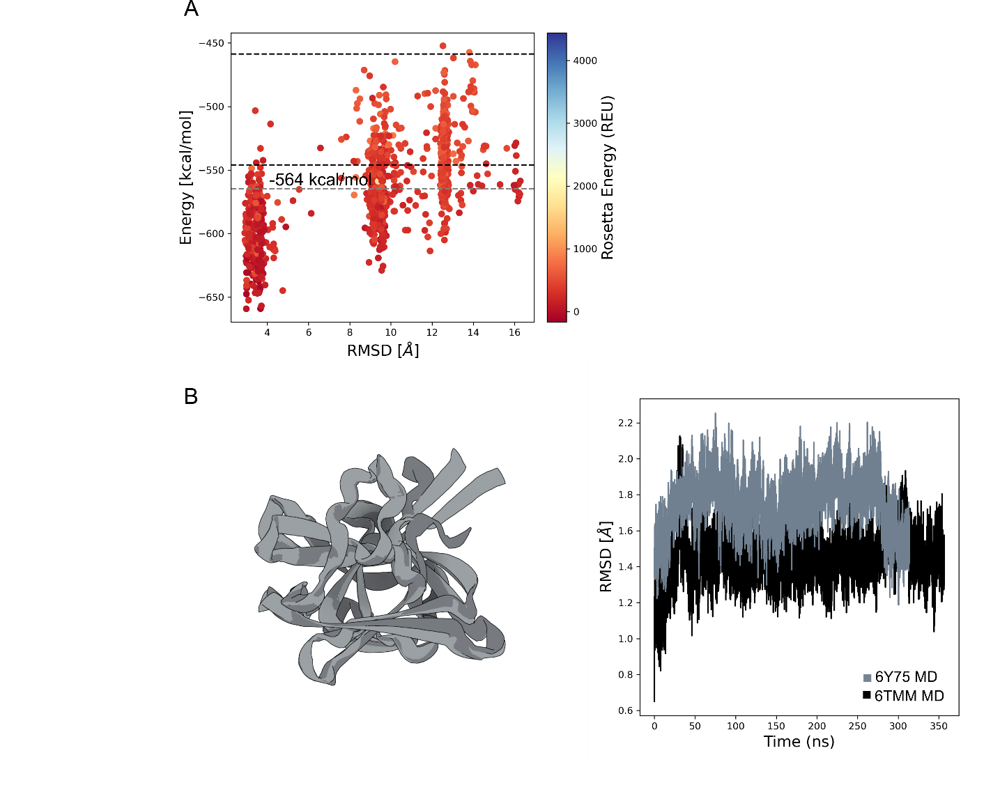 A
Energy [kcal/mol]
−450
−500
−550
−600
−650
-564 kcal/mol
4 6 8 10 12 14 16
RMSD [Å]
4000
3000
2000
1000
0
Rosetta Energy (REU)
B
RMSD [Å]
2.2
2.0
1.8
1.6
1.4
1.2
1.0
0.8
0.6
6Y75 MD
6TMM MD
0 50 100 150 200 250 300 350
Time (ns)